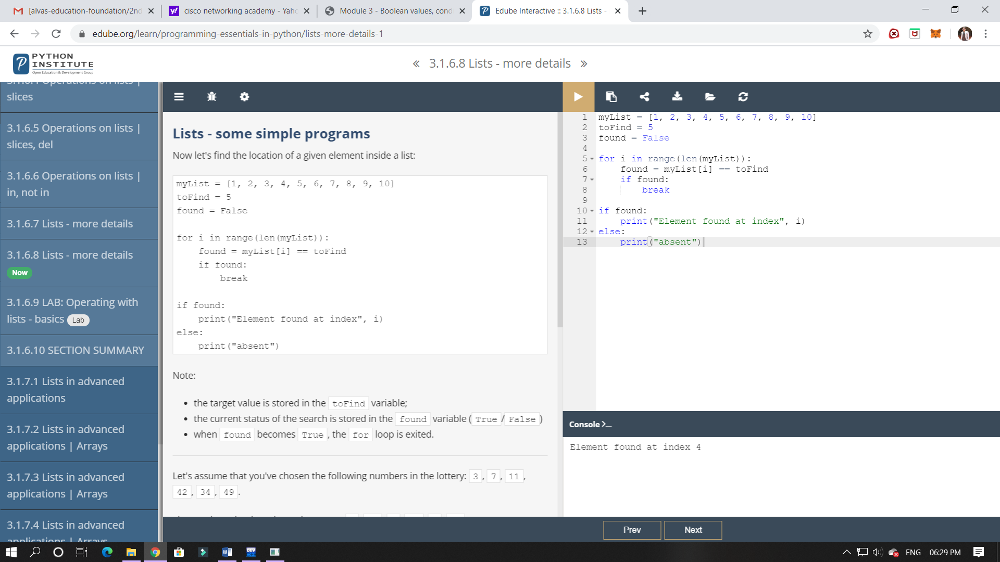 [alvas-education-foundation/2nd
cisco networking academy - Yaho
Module 3 - Boolean values, cond
Edube Interactive :: 3.1.6.8 Lists -
edube.org/learn/programming-essentials-in-python/lists-more-details-1
PYTHON
INSTITUTE
Open Education & Development Group
« 3.1.6.8 Lists - more details »
slices
3.1.6.5 Operations on lists |
slices, del
3.1.6.6 Operations on lists |
in, not in
3.1.6.7 Lists - more details
3.1.6.8 Lists - more details
Now
3.1.6.9 LAB: Operating with
lists - basics Lab
3.1.6.10 SECTION SUMMARY
3.1.7.1 Lists in advanced
applications
3.1.7.2 Lists in advanced
applications | Arrays
3.1.7.3 Lists in advanced
applications | Arrays
3.1.7.4 Lists in advanced
applications | Arrays
Lists - some simple programs
Now let's find the location of a given element inside a list:
myList = [1, 2, 3, 4, 5, 6, 7, 8, 9, 10]
toFind = 5
found = False
for i in range(len(myList)):
found = myList[i] == toFind
if found:
break
if found:
print("Element found at index", i)
else:
print("absent")
Note:
• the target value is stored in the toFind variable;
• the current status of the search is stored in the found variable ( True / False )
• when found becomes True , the for loop is exited.
Let's assume that you've chosen the following numbers in the lottery: 3 , 7 , 11 ,
42 , 34 , 49 .
1 myList = [1, 2, 3, 4, 5, 6, 7, 8, 9, 10]
2 toFind = 5
3 found = False
4
5 for i in range(len(myList)):
6 found = myList[i] == toFind
7 if found:
8 break
9
10 if found:
11 print("Element found at index", i)
12 else:
13 print("absent")
Console >_
Element found at index 4
Prev
Next
ENG 06:29 PM